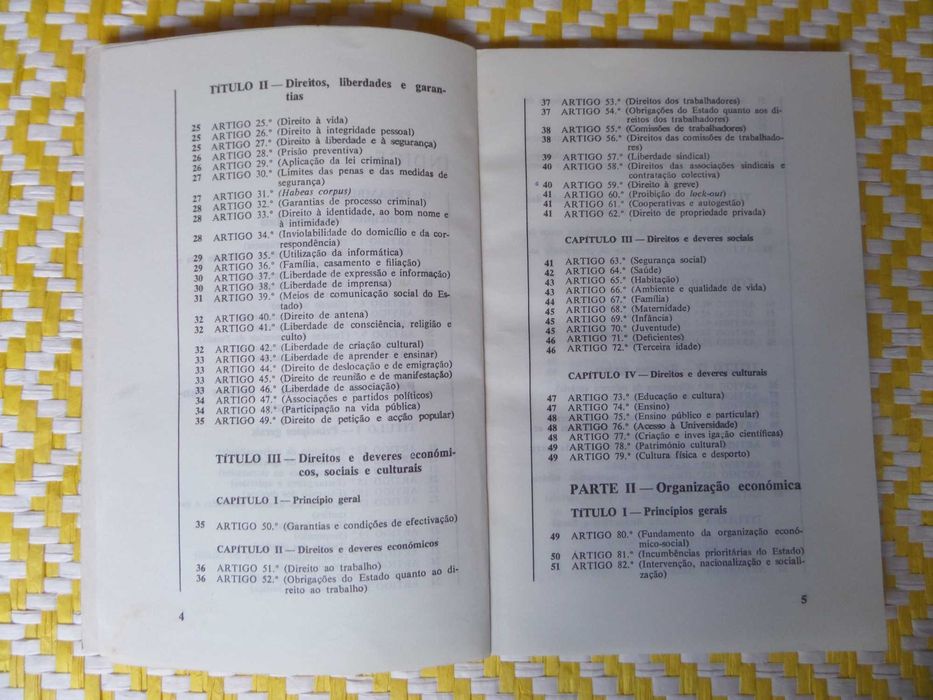 TÍTULO II — Direitos, liberdades e garan-
tias
25 ARTIGO 25.º (Direito à vida)
25 ARTIGO 26.º (Direito à integridade pessoal)
25 ARTIGO 27.º (Direito à liberdade e à segurança)
26 ARTIGO 28.º (Prisão preventiva)
26 ARTIGO 29.º (Aplicação da lei criminal)
27 ARTIGO 30.º (Limites das penas e das medidas de
segurança)
27 ARTIGO 31.º (Habeas corpus)
28 ARTIGO 32.º (Garantias de processo criminal)
28 ARTIGO 33.º (Direito à identidade, ao bom nome e
à intimidade)
28 ARTIGO 34.º (Inviolabilidade do domicílio e da cor-
respondência)
29 ARTIGO 35.º (Utilização da informática)
29 ARTIGO 36.º (Família, casamento e filiação)
30 ARTIGO 37.º (Liberdade de expressão e informação)
30 ARTIGO 38.º (Liberdade de imprensa)
31 ARTIGO 39.º (Meios de comunicação social do Es-
tado)
32 ARTIGO 40.º (Direito de antena)
32 ARTIGO 41.º (Liberdade de consciência, religião e
culto)
32 ARTIGO 42.º (Liberdade de criação cultural)
33 ARTIGO 43.º (Liberdade de aprender e ensinar)
33 ARTIGO 44.º (Direito de deslocação e de emigração)
33 ARTIGO 45.º (Direito de reunião e de manifestação)
33 ARTIGO 46.º (Liberdade de associação)
34 ARTIGO 47.º (Associações e partidos políticos)
34 ARTIGO 48.º (Participação na vida pública)
35 ARTIGO 49.º (Direito de petição e acção popular)
TÍTULO III — Direitos e deveres económi-
cos, sociais e culturais
CAPÍTULO I — Princípio geral
35 ARTIGO 50.º (Garantias e condições de efectivação)
CAPÍTULO II — Direitos e deveres económicos
36 ARTIGO 51.º (Direito ao trabalho)
36 ARTIGO 52.º (Obrigações do Estado quanto ao di-
reito ao trabalho)
4
37 ARTIGO 53.º (Direitos dos trabalhadores)
37 ARTIGO 54.º (Obrigações do Estado quanto aos di-
reitos dos trabalhadores)
38 ARTIGO 55.º (Comissões de trabalhadores)
38 ARTIGO 56.º (Direitos das comissões de trabalhado-
res)
39 ARTIGO 57.º (Liberdade sindical)
40 ARTIGO 58.º (Direitos das associações sindicais e
contratação colectiva)
40 ARTIGO 59.º (Direito à greve)
41 ARTIGO 60.º (Proibição do lock-out)
41 ARTIGO 61.º (Cooperativas e autogestão)
41 ARTIGO 62.º (Direito de propriedade privada)
CAPÍTULO III — Direitos e deveres sociais
41 ARTIGO 63.º (Segurança social)
42 ARTIGO 64.º (Saúde)
43 ARTIGO 65.º (Habitação)
43 ARTIGO 66.º (Ambiente e qualidade de vida)
44 ARTIGO 67.º (Família)
45 ARTIGO 68.º (Maternidade)
45 ARTIGO 69.º (Infância)
45 ARTIGO 70.º (Juventude)
46 ARTIGO 71.º (Deficientes)
46 ARTIGO 72.º (Terceira idade)
CAPÍTULO IV — Direitos e deveres culturais
47 ARTIGO 73.º (Educação e cultura)
47 ARTIGO 74.º (Ensino)
48 ARTIGO 75.º (Ensino público e particular)
48 ARTIGO 76.º (Acesso à Universidade)
48 ARTIGO 77.º (Criação e inves igação científicas)
49 ARTIGO 78.º (Património cultural)
49 ARTIGO 79.º (Cultura física e desporto)
PARTE II — Organização económica
TÍTULO I — Princípios gerais
49 ARTIGO 80.º (Fundamento da organização econó-
mico-social)
50 ARTIGO 81.º (Incumbências prioritárias do Estado)
51 ARTIGO 82.º (Intervenção, nacionalização e sociali-
zação)
5